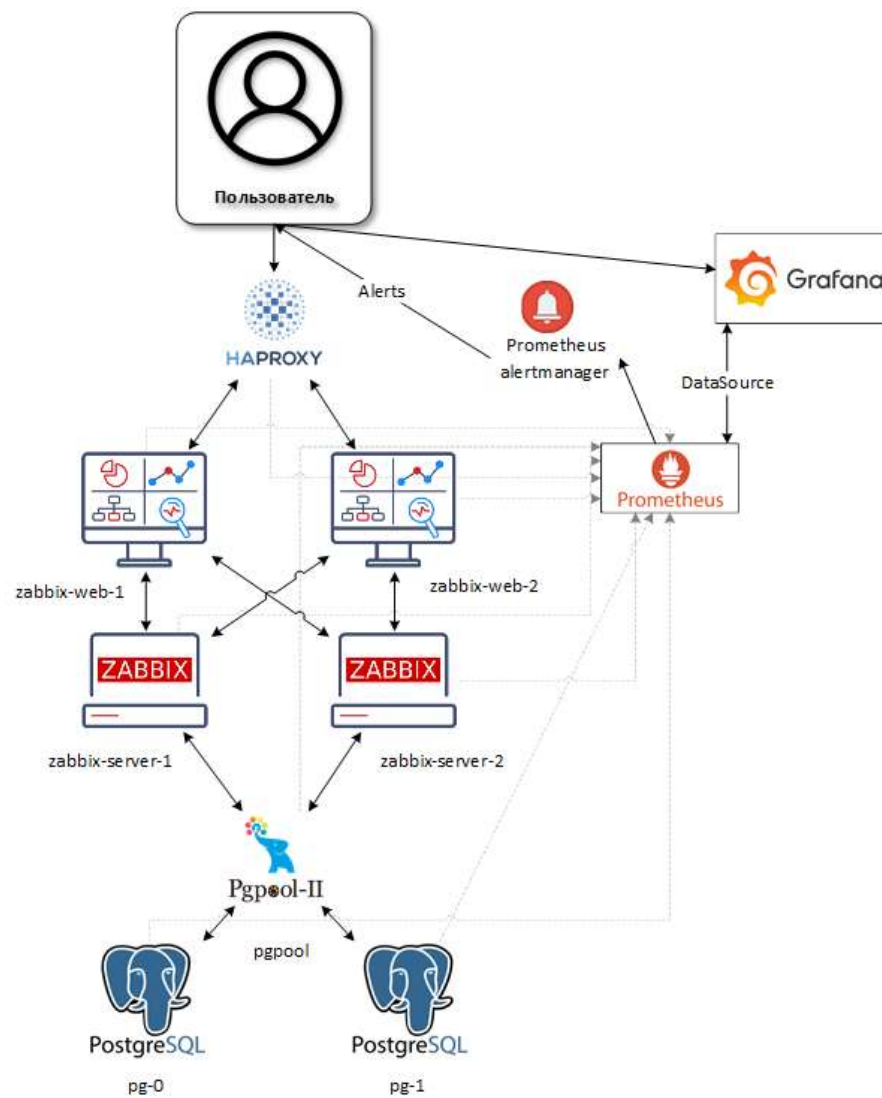 Пользователь
Grafana
Alerts
HAPROXY
Prometheus
alertmanager
DataSource
Prometheus
zabbix-web-1
zabbix-web-2
ZABBIX
ZABBIX
zabbix-server-1
zabbix-server-2
Pgpool-II
pgpool
PostgreSQL
PostgreSQL
pg-0
pg-1